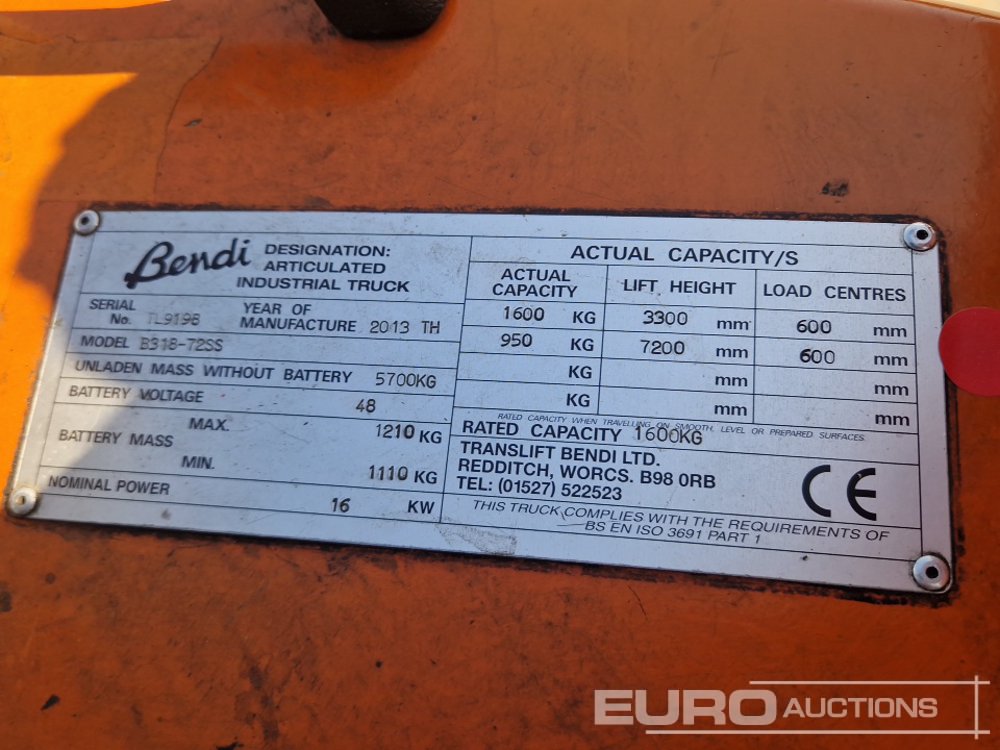 Bendi DESIGNATION:
ARTICULATED
INDUSTRIAL TRUCK
SERIAL No. TL9198 YEAR OF MANUFACTURE 2013 TH
MODEL B318-72SS
UNLADEN MASS WITHOUT BATTERY 5700KG
BATTERY VOLTAGE 48
BATTERY MASS MAX. 1210 KG
MIN. 1110 KG
NOMINAL POWER 16 KW
ACTUAL CAPACITY/S
ACTUAL CAPACITY LIFT HEIGHT LOAD CENTRES
1600 KG 3300 mm 600 mm
950 KG 7200 mm 600 mm
KG mm mm
KG mm mm
RATED CAPACITY WHEN TRAVELLING ON SMOOTH, LEVEL OR PREPARED SURFACES.
RATED CAPACITY 1600KG
TRANSLIFT BENDI LTD.
REDDITCH, WORCS. B98 0RB
TEL: (01527) 522523
CE
THIS TRUCK COMPLIES WITH THE REQUIREMENTS OF
BS EN ISO 3691 PART 1
EURO AUCTIONS